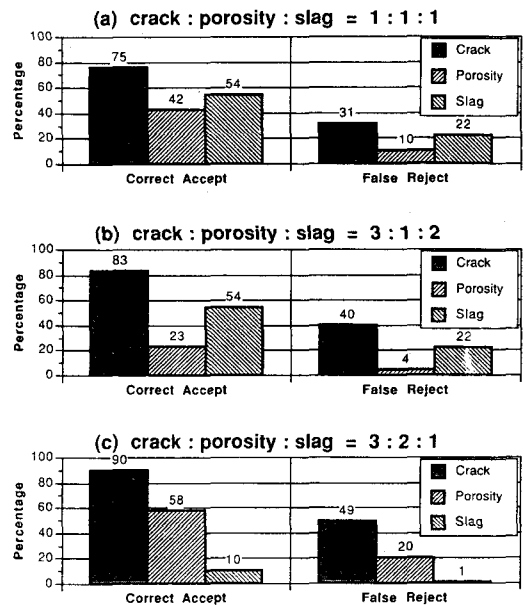 (a) crack : porosity : slag = 1 : 1 : 1
Percentage
100
80
60
40
20
0
75
42
54
31
10
22
Crack
Porosity
Slag
Correct Accept
False Reject
(b) crack : porosity : slag = 3 : 1 : 2
Percentage
100
80
60
40
20
0
83
23
54
40
4
22
Crack
Porosity
Slag
Correct Accept
False Reject
(c) crack : porosity : slag = 3 : 2 : 1
Percentage
100
80
60
40
20
0
90
58
10
49
20
1
Crack
Porosity
Slag
Correct Accept
False Reject